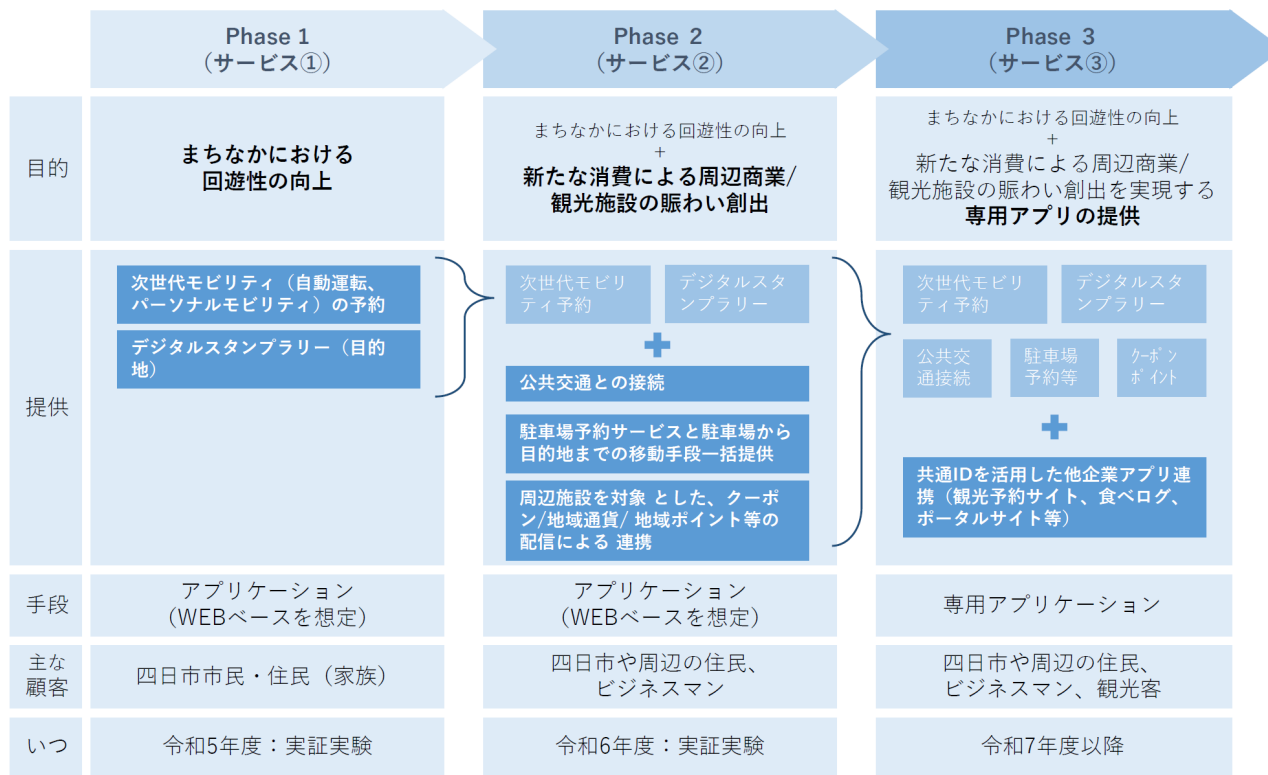 Phase 1
（サービス①）
Phase 2
（サービス②）
Phase 3
（サービス③）
目的
まちなかにおける
回遊性の向上
まちなかにおける回遊性の向上
+
新たな消費による周辺商業/
観光施設の賑わい創出
まちなかにおける回遊性の向上
+
新たな消費による周辺商業/
観光施設の賑わい創出を実現する
専用アプリの提供
提供
次世代モビリティ（自動運転、
パーソナルモビリティ）の予約
デジタルスタンプラリー（目的
地）
次世代モビリ
ティ予約
デジタルスタ
ンプラリー
公共交通との接続
駐車場予約サービスと駐車場から
目的地までの移動手段一括提供
周辺施設を対象 とした、クーポ
ン/地域通貨/ 地域ポイント等の
配信による 連携
次世代モビリ
ティ予約
デジタルスタ
ンプラリー
公共交
通接続
駐車場
予約等
ｸｰﾎﾟﾝ
ﾎﾟｲﾝﾄ
共通IDを活用した他企業アプリ連
携（観光予約サイト、食べログ、
ポータルサイト等）
手段
アプリケーション
(WEBベースを想定)
アプリケーション
(WEBベースを想定)
専用アプリケーション
主な
顧客
四日市市民・住民（家族）
四日市や周辺の住民、
ビジネスマン
四日市や周辺の住民、
ビジネスマン、観光客
いつ
令和5年度：実証実験
令和6年度：実証実験
令和7年度以降